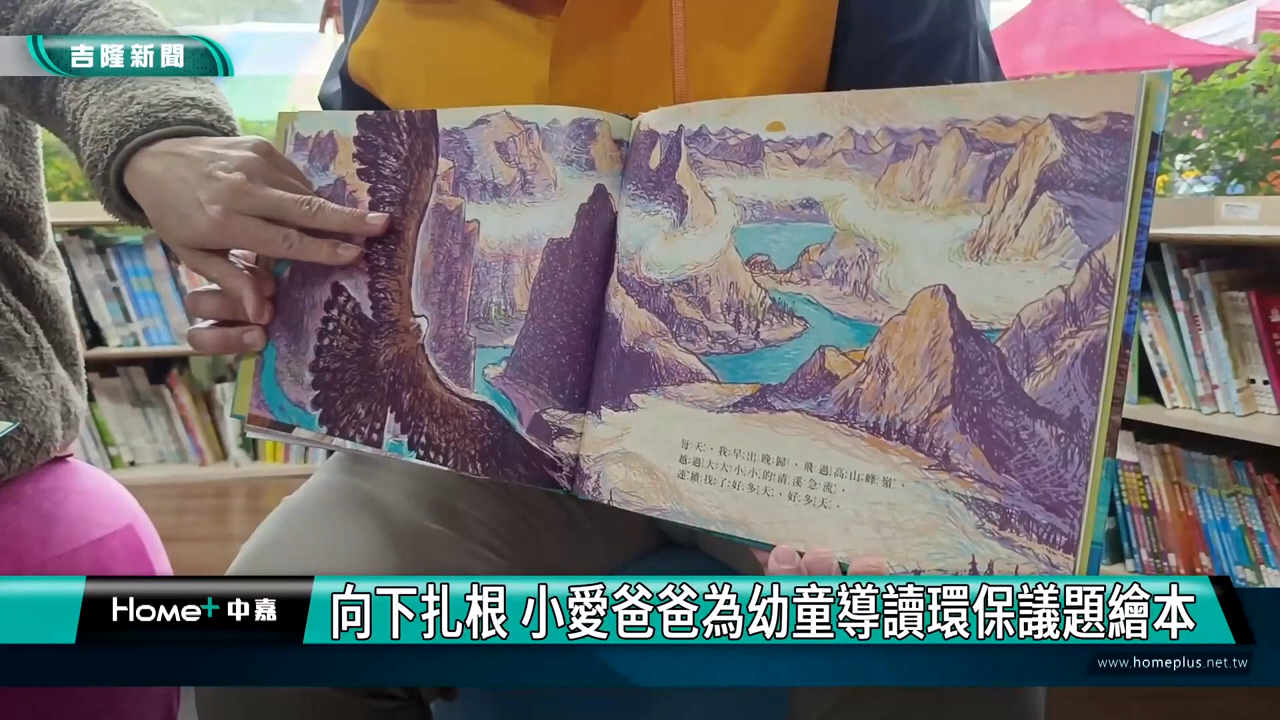 吉隆新聞
每天，我早出晚歸，飛過高山峰嶺，
越過大大小小的清溪急流，
連續找了好多天，好多天。
Home+中嘉
向下扎根 小愛爸爸為幼童導讀環保議題繪本
www.homeplus.net.tw